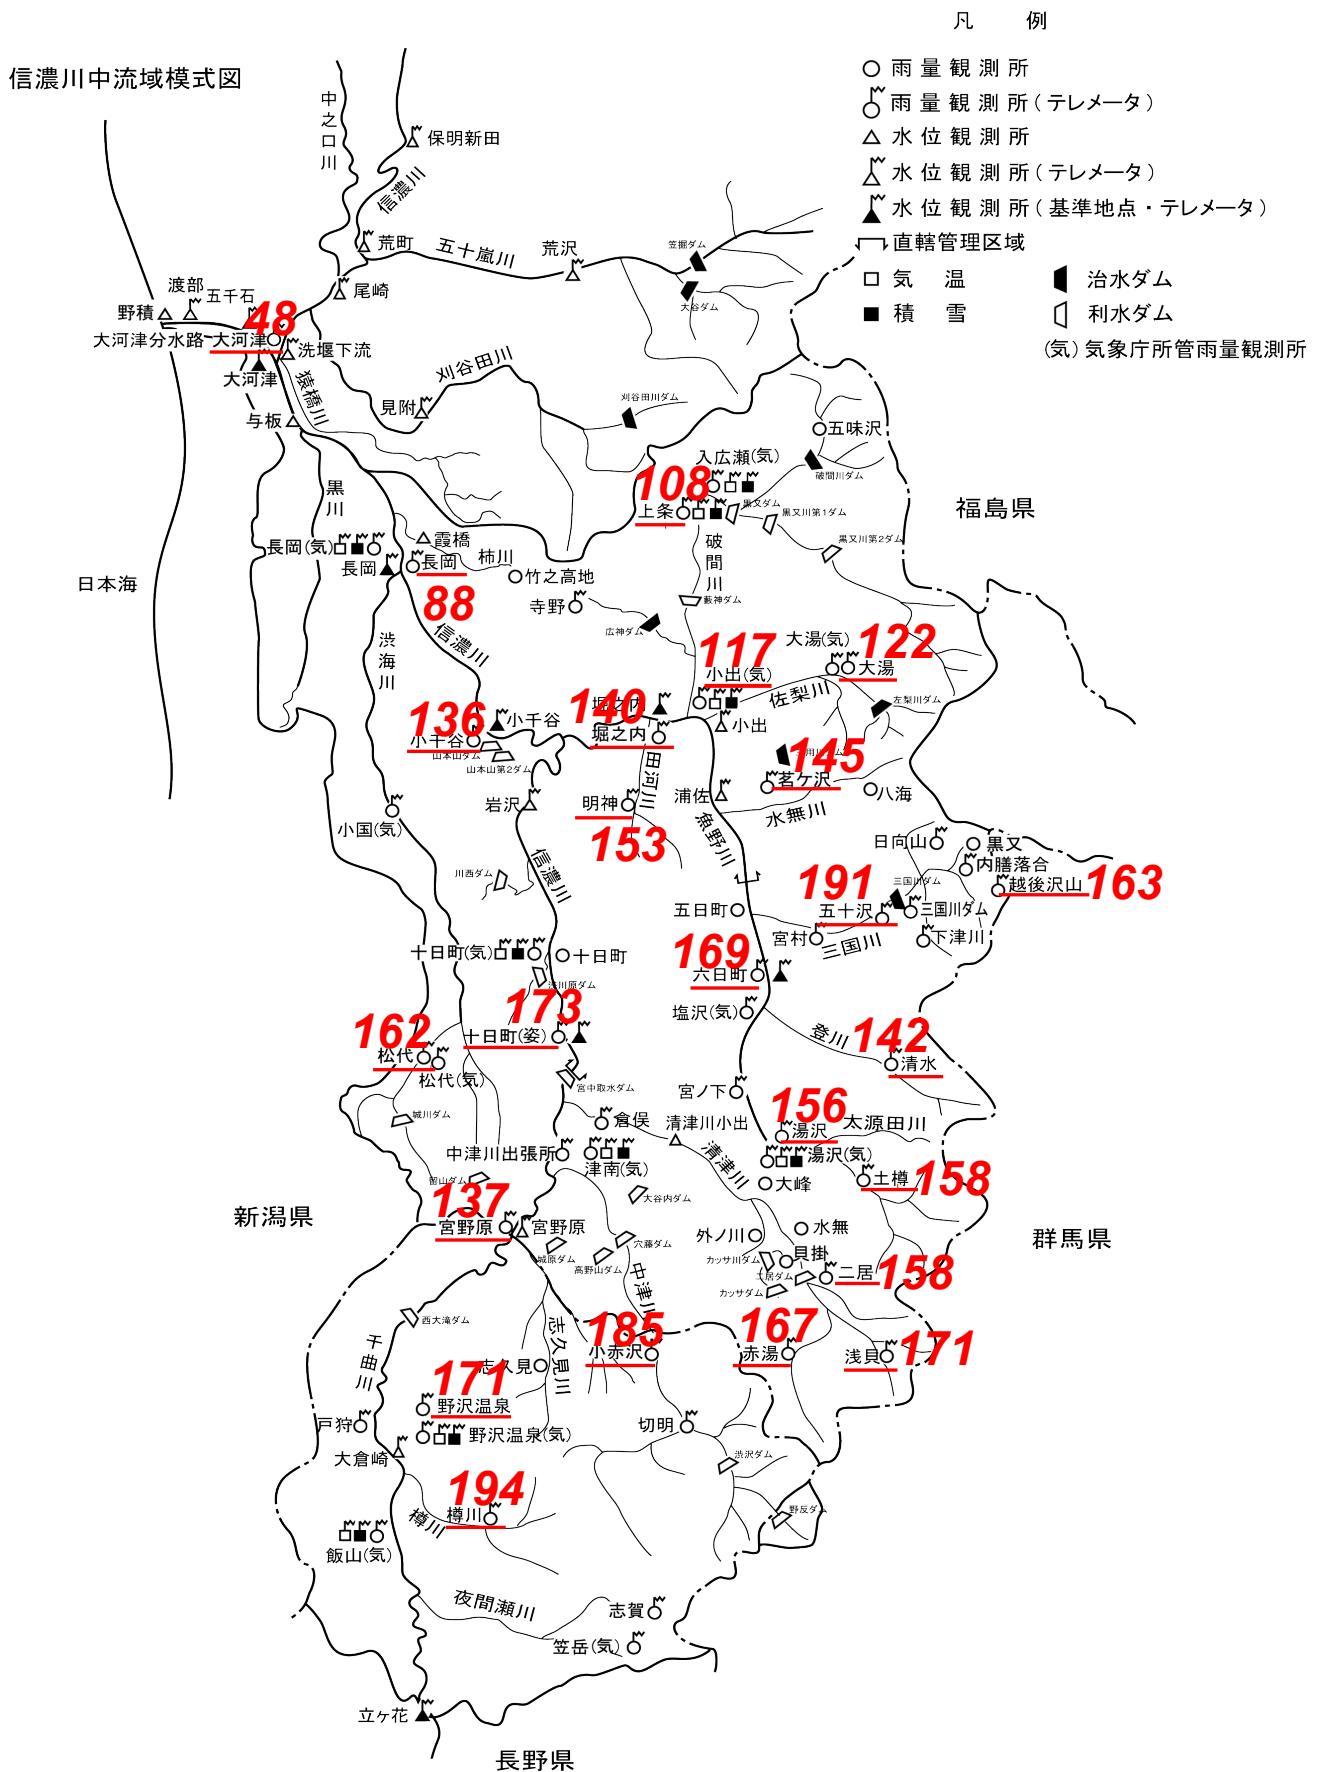 信濃川中流域模式図
凡 例
雨量観測所
雨量観測所(テレメータ)
水位観測所
水位観測所(テレメータ)
水位観測所(基準地点・テレメータ)
直轄管理区域
気 温
積 雪
治水ダム
利水ダム
(気)気象庁所管雨量観測所
中之口川
保明新田
信濃川
荒町
五十嵐川
荒沢
笠掘ダム
大谷ダム
尾崎
渡部
五千石
野積
48
大河津分水路
大河津
洗堰下流
大河津
猿橋川
刈谷田川
見附
刈谷田川ダム
与板
五味沢
入広瀬(気)
破間川ダム
108
上条
黒又ダム
黒又川第1ダム
黒又川第2ダム
福島県
黒川
破間川
霞橋
長岡(気)
長岡
長岡
柿川
竹之高地
88
寺野
藪神ダム
広神ダム
日本海
信濃川
渋海川
117
大湯(気)
122
大湯
小出(気)
佐梨川
左梨川ダム
136
小千谷
小千谷
140
堀之内
堀之内
小出
山本山ダム
山本山第2ダム
145
茗ケ沢
田河川
岩沢
明神
浦佐
八海
水無川
153
小国(気)
魚野川
日向山
黒又
内膳落合
信濃川
川西ダム
191
三国川ダム
越後沢山
163
五日町
五十沢
三国川ダム
宮村
三国川
下津川
十日町(気)
十日町
169
六日町
173
十日町(姿)
塩沢(気)
162
松代
松代(気)
登川
142
清水
宮中取水ダム
宮ノ下
城川ダム
倉俣
清津川小出
156
湯沢
太源田川
中津川出張所
津南(気)
清津川
湯沢(気)
大峰
土樽
158
大谷内ダム
新潟県
137
宮野原
宮野原
水無
外ノ川
群馬県
城原ダム
穴藤ダム
高野山ダム
カッサ川ダム
貝掛
二居ダム
カッサダム
二居
158
中津川
西大滝ダム
千曲川
志久見川
185
小赤沢
167
赤湯
浅貝
171
志久見
171
野沢温泉
戸狩
野沢温泉(気)
大倉崎
切明
渋沢ダム
194
樽川
樽川
野反ダム
飯山(気)
夜間瀬川
志賀
笠岳(気)
立ヶ花
長野県